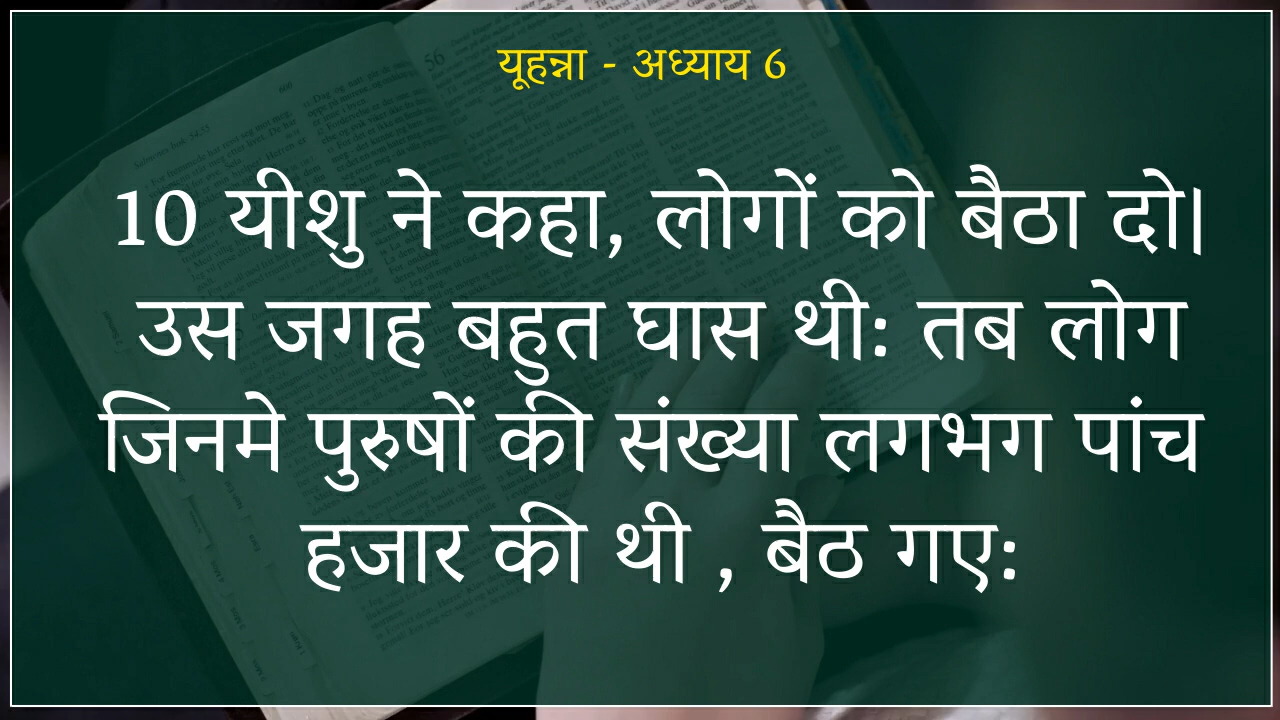 यूहन्ना - अध्याय 6
10 यीशु ने कहा, लोगों को बैठा दो|
उस जगह बहुत घास थी: तब लोग
जिनमे पुरुषों की संख्या लगभग पांच
हजार की थी , बैठ गए: